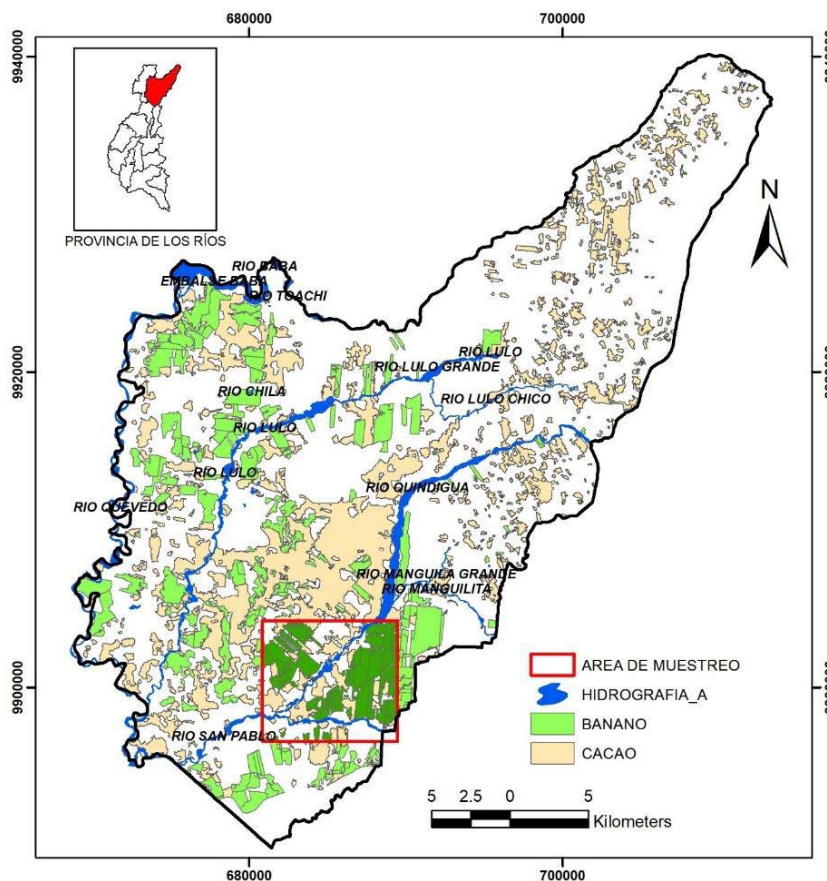 680000
700000
9940000
PROVINCIA DE LOS RÍOS
N
RIO BABA
EMBALSE BABA
RIO TOACHI
RIO LULO
9920000
RIO LULO GRANDE
RIO CHILA
RIO LULO CHICO
RIO LULO
RIO LULO
RIO QUINDIGUA
RIO QUEVEDO
RIO MANGUILA GRANDE
RIO MANGUILITA
AREA DE MUESTREO
9900000
HIDROGRAFIA_A
BANANO
RIO SAN PABLO
CACAO
5 2.5 0 5
Kilometers
680000
700000